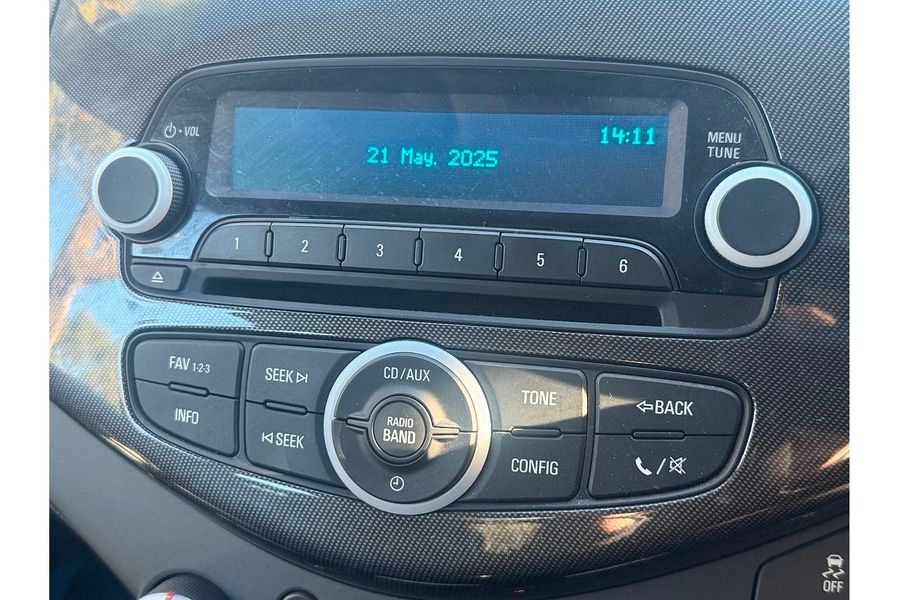 14:11
21 May. 2025
VOL
MENU
TUNE
1 2 3 4 5 6
FAV 1-2-3
SEEK
CD/AUX
TONE
BACK
INFO
SEEK
RADIO
BAND
CONFIG
/
OFF